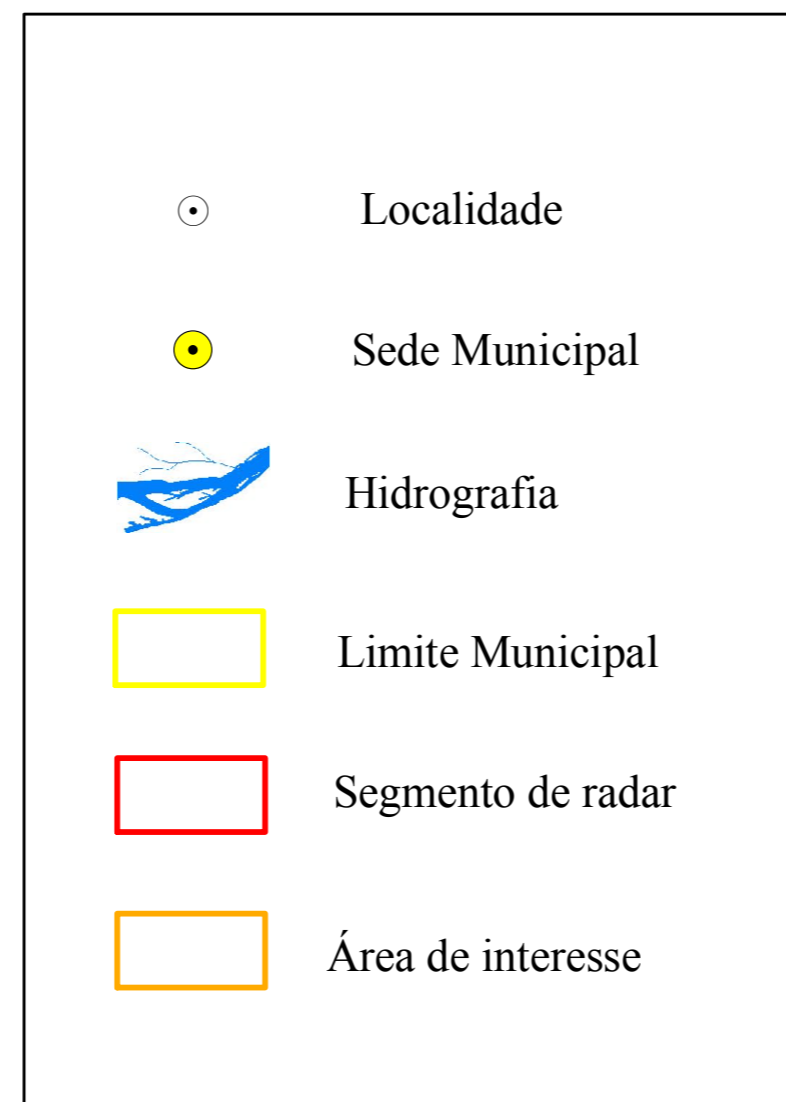 Localidade
Sede Municipal
Hidrografia
Limite Municipal
Segmento de radar
Área de interesse